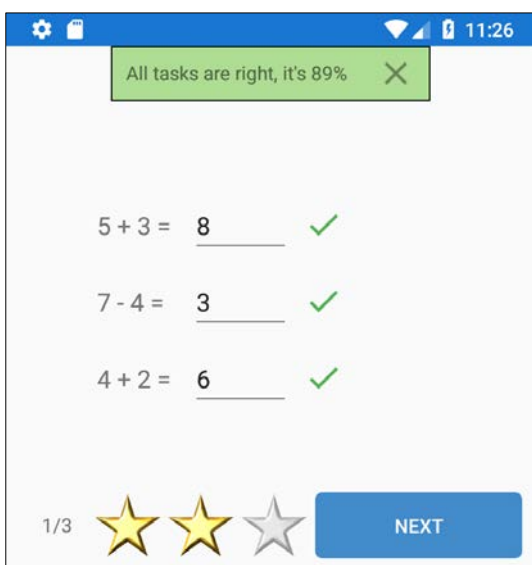 11:26
All tasks are right, it's 89%
5 + 3 = 8
7 - 4 = 3
4 + 2 = 6
1/3 NEXT